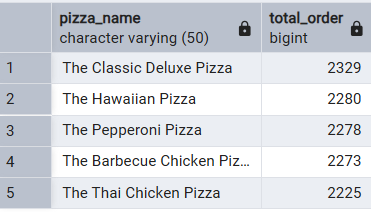 pizza_name total_order
character varying (50) bigint
1 The Classic Deluxe Pizza 2329
2 The Hawaiian Pizza 2280
3 The Pepperoni Pizza 2278
4 The Barbecue Chicken Piz... 2273
5 The Thai Chicken Pizza 2225